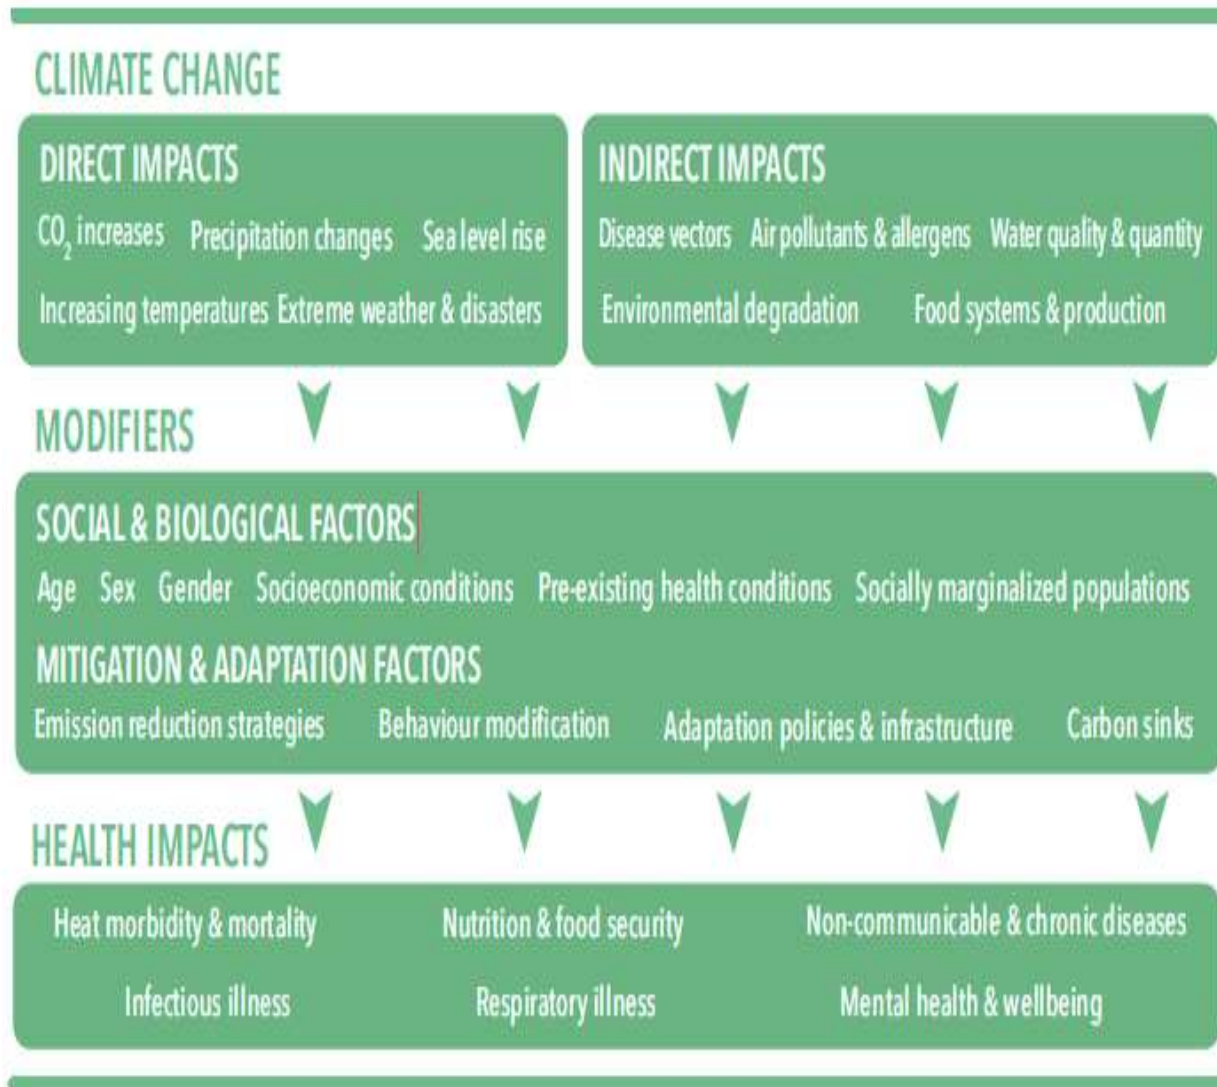 CLIMATE CHANGE
DIRECT IMPACTS
CO₂ increases Precipitation changes Sea level rise
Increasing temperatures Extreme weather & disasters
INDIRECT IMPACTS
Disease vectors Air pollutants & allergens Water quality & quantity
Environmental degradation Food systems & production
MODIFIERS
SOCIAL & BIOLOGICAL FACTORS
Age Sex Gender Socioeconomic conditions Pre-existing health conditions Socially marginalized populations
MITIGATION & ADAPTATION FACTORS
Emission reduction strategies Behaviour modification Adaptation policies & infrastructure Carbon sinks
HEALTH IMPACTS
Heat morbidity & mortality Nutrition & food security Non-communicable & chronic diseases
Infectious illness Respiratory illness Mental health & wellbeing